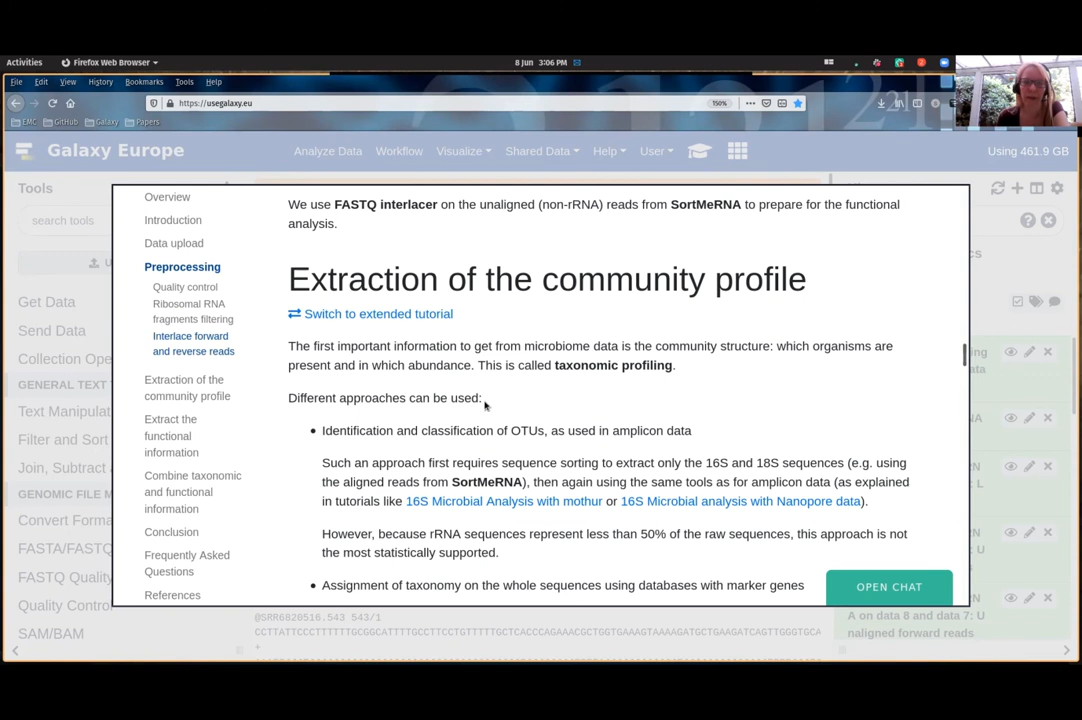 Activities
Firefox Web Browser
8 Jun 3:06 PM
File Edit View History Bookmarks Tools Help
https://usegalaxy.eu
150%
EMC GitHub Galaxy Papers
Galaxy Europe
Analyze Data Workflow Visualize Shared Data Help User
Using 461.9 GB
Tools
search tools
Get Data
Send Data
Collection Ope
GENERAL TEXT T
Text Manipulat
Filter and Sort
Join, Subtract
GENOMIC FILE M
Convert Forma
FASTA/FASTQ
FASTQ Quality
Quality Contro
SAM/BAM
Overview
Introduction
Data upload
Preprocessing
Quality control
Ribosomal RNA
fragments filtering
Interlace forward
and reverse reads
Extraction of the
community profile
Extract the
functional
information
Combine taxonomic
and functional
information
Conclusion
Frequently Asked
Questions
References
We use FASTQ interlacer on the unaligned (non-rRNA) reads from SortMeRNA to prepare for the functional
analysis.
Extraction of the community profile
Switch to extended tutorial
The first important information to get from microbiome data is the community structure: which organisms are
present and in which abundance. This is called taxonomic profiling.
Different approaches can be used:
• Identification and classification of OTUs, as used in amplicon data
Such an approach first requires sequence sorting to extract only the 16S and 18S sequences (e.g. using
the aligned reads from SortMeRNA), then again using the same tools as for amplicon data (as explained
in tutorials like 16S Microbial Analysis with mothur or 16S Microbial analysis with Nanopore data).
However, because rRNA sequences represent less than 50% of the raw sequences, this approach is not
the most statistically supported.
• Assignment of taxonomy on the whole sequences using databases with marker genes
OPEN CHAT
@SRR6820516.543 543/1
CCTTATTCCCTTTTTTGCGGCATTTTGCCTTCCTGTTTTTGCTCACCCAGAAACGCTGGTGAAAGTAAAAGATGCTGAAGATCAGTTGGGTGCA
+
A on data 8 and data 7: U
naligned forward reads